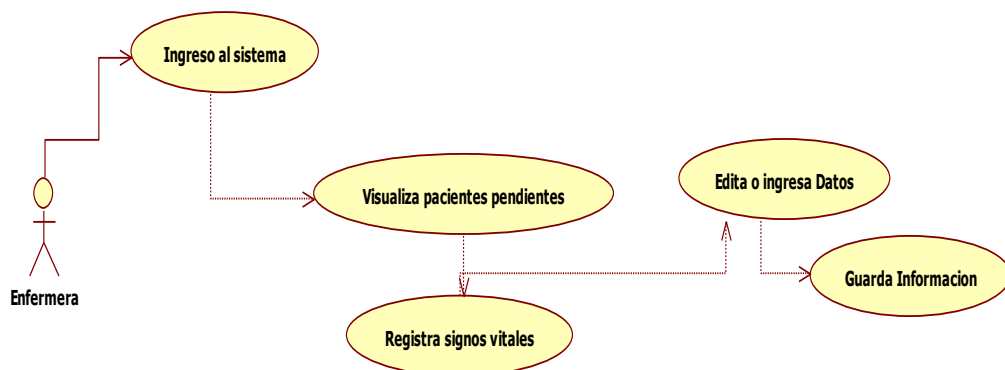 Ingreso al sistema
Visualiza pacientes pendientes
Edita o ingresa Datos
Guarda Informacion
Enfermera
Registra signos vitales